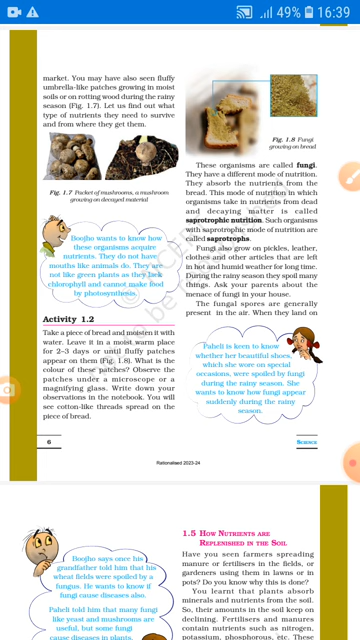 49% 16:39
market. You may have also seen fluffy
umbrella-like patches growing in moist
soils or on rotting wood during the rainy
season (Fig. 1.7). Let us find out what
type of nutrients they need to survive
and from where they get them.
Fig. 1.7 Packet of mushrooms, a mushroom
growing on decayed material
Boojho wants to know how
these organisms acquire
nutrients. They do not have
mouths like animals do. They are
not like green plants as they lack
chlorophyll and cannot make food
by photosynthesis.
Activity 1.2
Take a piece of bread and moisten it with
water. Leave it in a moist warm place
for 2–3 days or until fluffy patches
appear on them (Fig. 1.8). What is the
colour of these patches? Observe the
patches under a microscope or a
magnifying glass. Write down your
observations in the notebook. You will
see cotton-like threads spread on the
piece of bread.
Fig. 1.8 Fungi
growing on bread
These organisms are called fungi.
They have a different mode of nutrition.
They absorb the nutrients from the
bread. This mode of nutrition in which
organisms take in nutrients from dead
and decaying matter is called
saprotrophic nutrition. Such organisms
with saprotrophic mode of nutrition are
called saprotrophs.
Fungi also grow on pickles, leather,
clothes and other articles that are left
in hot and humid weather for long time.
During the rainy season they spoil many
things. Ask your parents about the
menace of fungi in your house.
The fungal spores are generally
present in the air. When they land on
Paheli is keen to know
whether her beautiful shoes,
which she wore on special
occasions, were spoiled by fungi
during the rainy season. She
wants to know how fungi appear
suddenly during the rainy
season.
6
SCIENCE
Rationalised 2023-24
Boojho says once his
grandfather told him that his
wheat fields were spoiled by a
fungus. He wants to know if
fungi cause diseases also.
Paheli told him that many fungi
like yeast and mushrooms are
useful, but some fungi
cause diseases in plants,
1.5 HOW NUTRIENTS ARE
REPLENISHED IN THE SOIL
Have you seen farmers spreading
manure or fertilisers in the fields, or
gardeners using them in lawns or in
pots? Do you know why this is done?
You learnt that plants absorb
minerals and nutrients from the soil.
So, their amounts in the soil keep on
declining. Fertilisers and manures
contain nutrients such as nitrogen,
potassium, phosphorous, etc. These